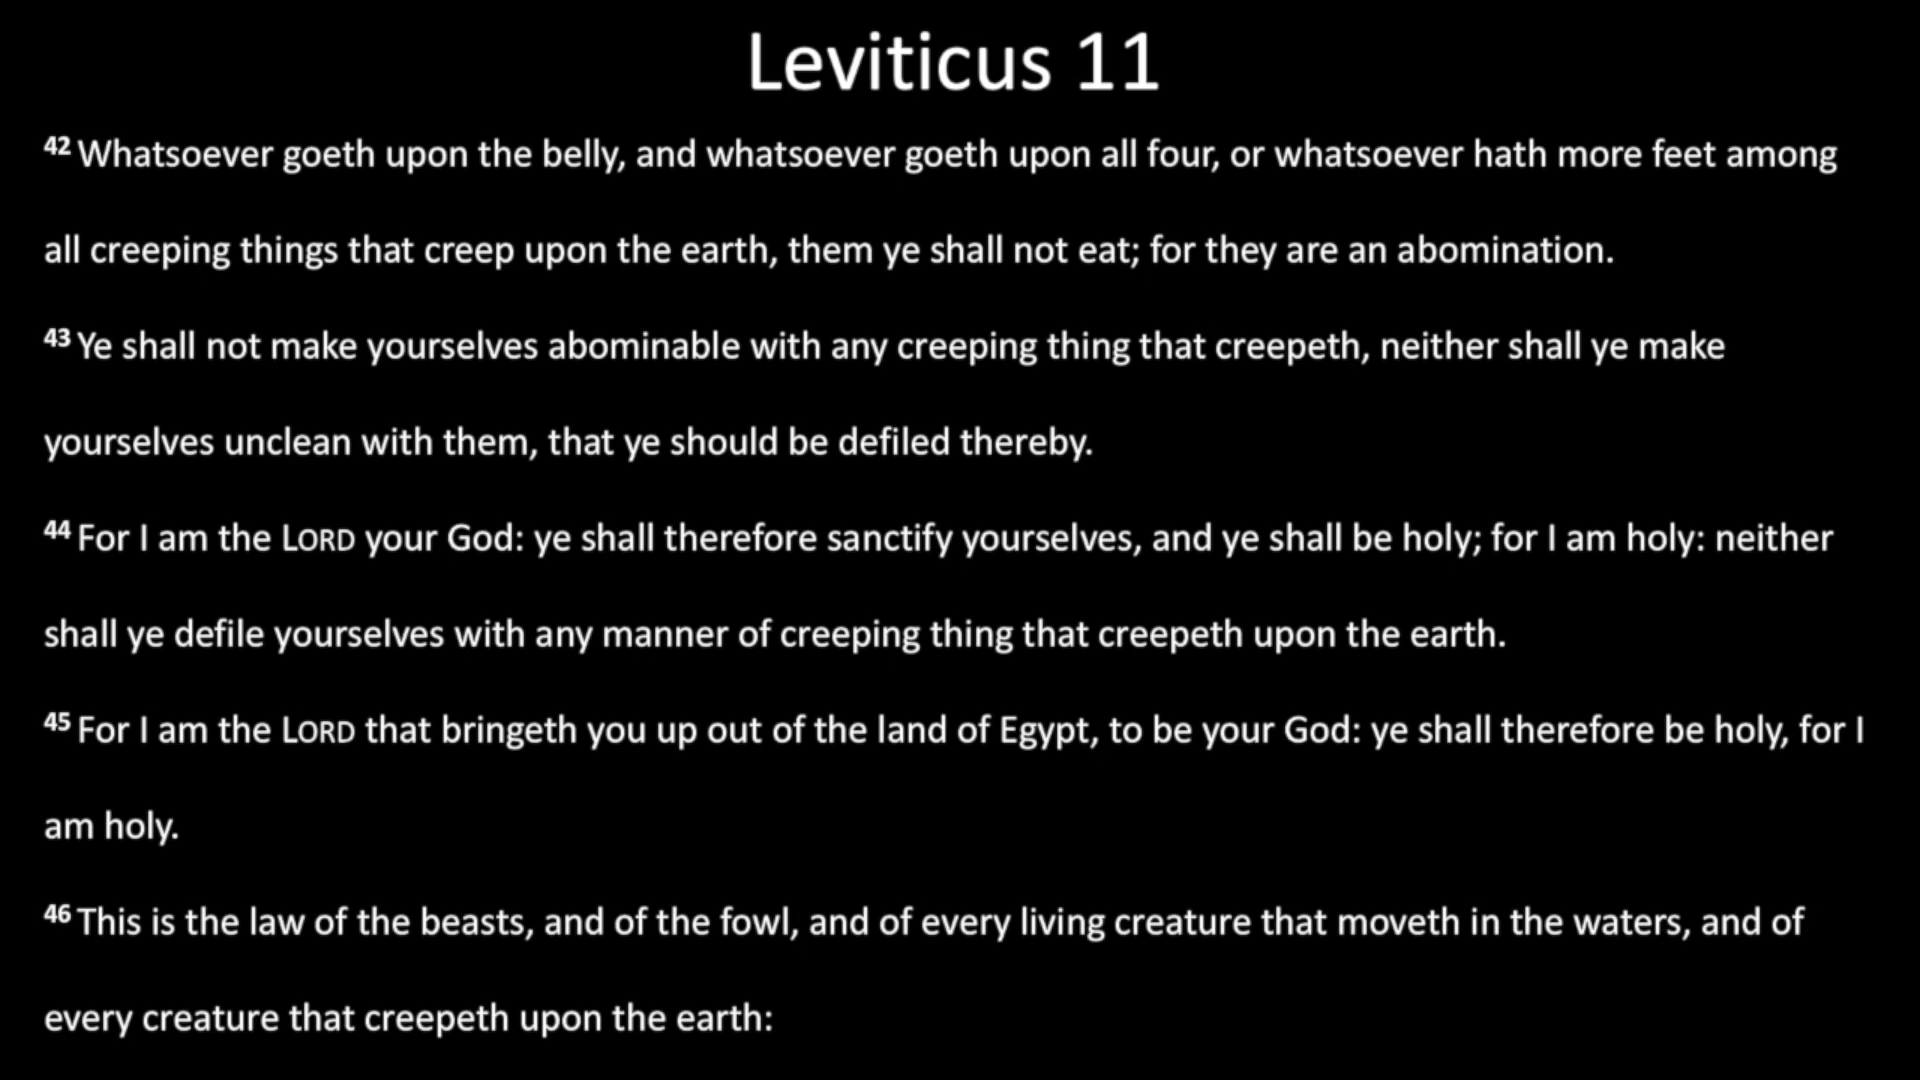 Leviticus 11
42 Whatsoever goeth upon the belly, and whatsoever goeth upon all four, or whatsoever hath more feet among
all creeping things that creep upon the earth, them ye shall not eat; for they are an abomination.
43 Ye shall not make yourselves abominable with any creeping thing that creepeth, neither shall ye make
yourselves unclean with them, that ye should be defiled thereby.
44 For I am the LORD your God: ye shall therefore sanctify yourselves, and ye shall be holy; for I am holy: neither
shall ye defile yourselves with any manner of creeping thing that creepeth upon the earth.
45 For I am the LORD that bringeth you up out of the land of Egypt, to be your God: ye shall therefore be holy, for I
am holy.
46 This is the law of the beasts, and of the fowl, and of every living creature that moveth in the waters, and of
every creature that creepeth upon the earth: